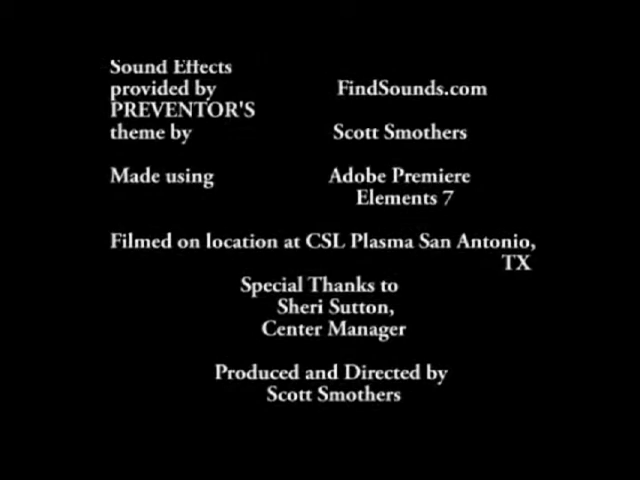 Sound Effects
provided by FindSounds.com
PREVENTOR'S
theme by Scott Smothers
Made using Adobe Premiere
Elements 7
Filmed on location at CSL Plasma San Antonio,
TX
Special Thanks to
Sheri Sutton,
Center Manager
Produced and Directed by
Scott Smothers